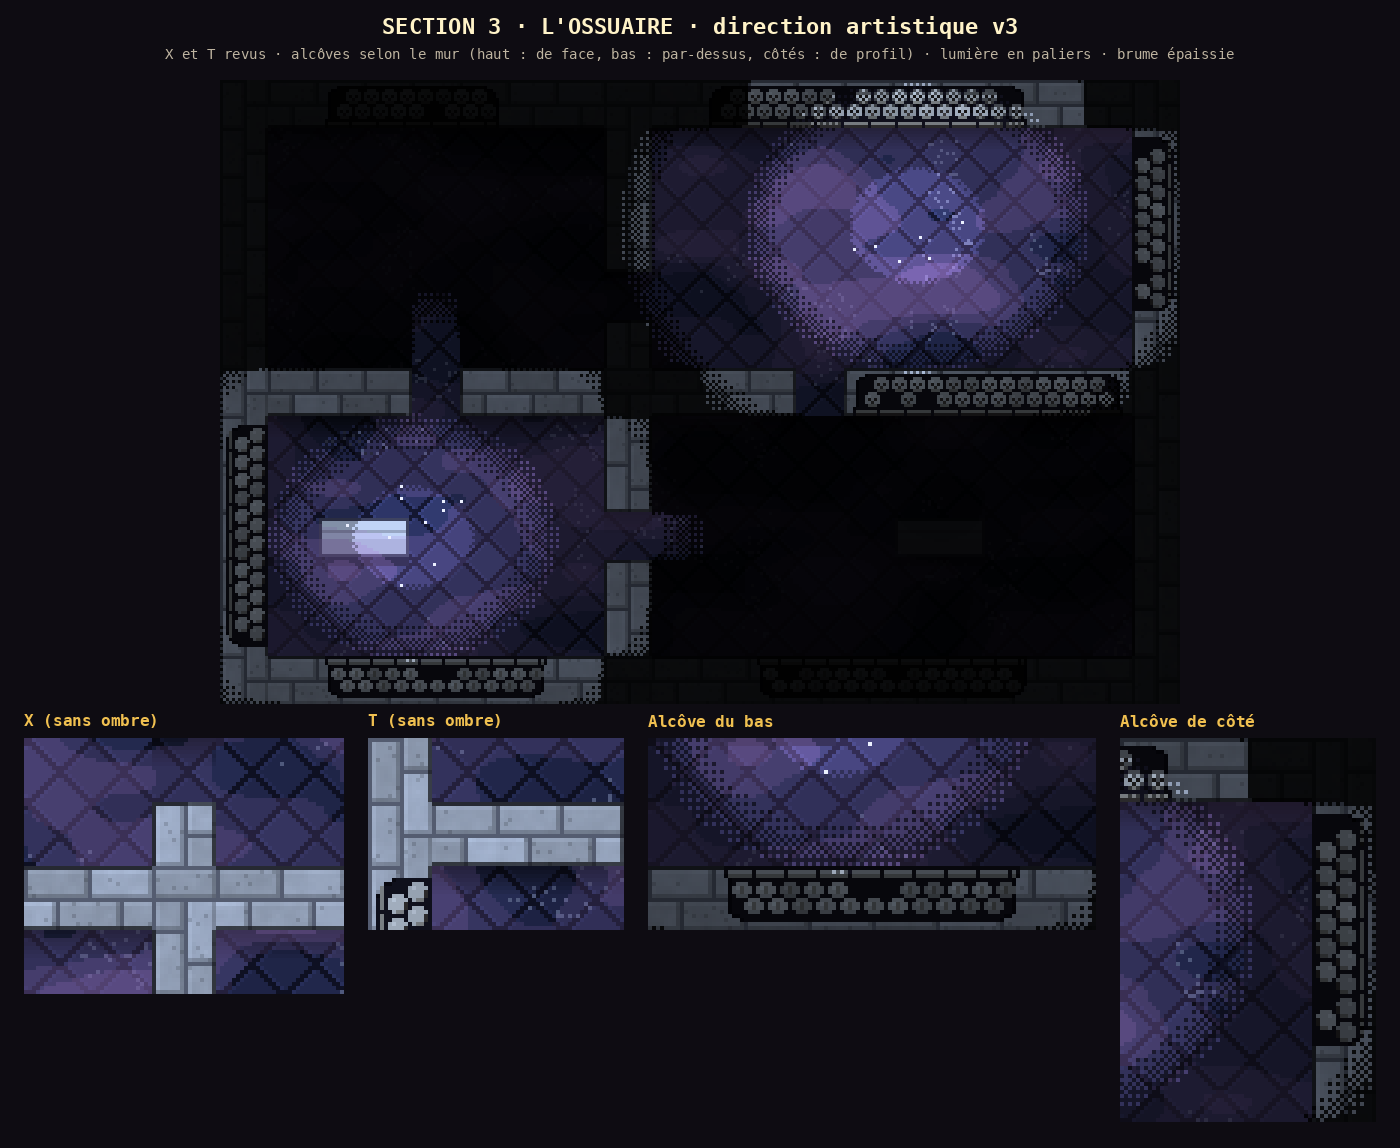 SECTION 3 · L'OSSUAIRE · direction artistique v3
X et T revus · alcôves selon le mur (haut : de face, bas : par-dessus, côtés : de profil) · lumière en paliers · brume épaissie
X (sans ombre)
T (sans ombre)
Alcôve du bas
Alcôve de côté